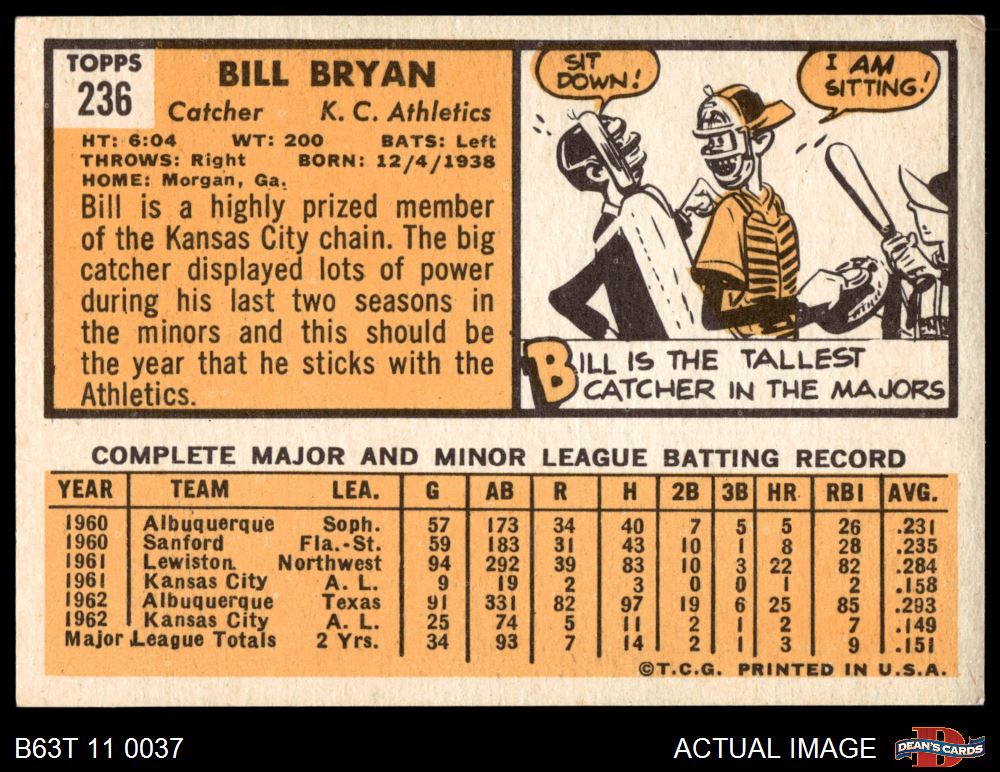 TOPPS
236
BILL BRYAN
Catcher K. C. Athletics
HT: 6:04 WT: 200 BATS: Left
THROWS: Right BORN: 12/4/1938
HOME: Morgan, Ga.
Bill is a highly prized member
of the Kansas City chain. The big
catcher displayed lots of power
during his last two seasons in
the minors and this should be
the year that he sticks with the
Athletics.
SIT
DOWN!
I AM
SITTING!
BILL IS THE TALLEST
CATCHER IN THE MAJORS
COMPLETE MAJOR AND MINOR LEAGUE BATTING RECORD
YEAR TEAM LEA. G AB R H 2B 3B HR RBI AVG.
1960 Albuquerque Soph. 57 173 34 40 7 5 5 26 .231
1960 Sanford Fla.-St. 59 183 31 43 10 1 8 28 .235
1961 Lewiston Northwest 94 292 39 83 10 3 22 82 .284
1961 Kansas City A. L. 9 19 2 3 0 0 1 2 .158
1962 Albuquerque Texas 91 331 82 97 19 6 25 85 .293
1962 Kansas City A. L. 25 74 5 11 2 1 2 7 .149
Major League Totals 2 Yrs. 34 93 7 14 2 1 3 9 .151
©T.C.G. PRINTED IN U.S.A.
B63T 11 0037
ACTUAL IMAGE
D
DEAN'S CARDS